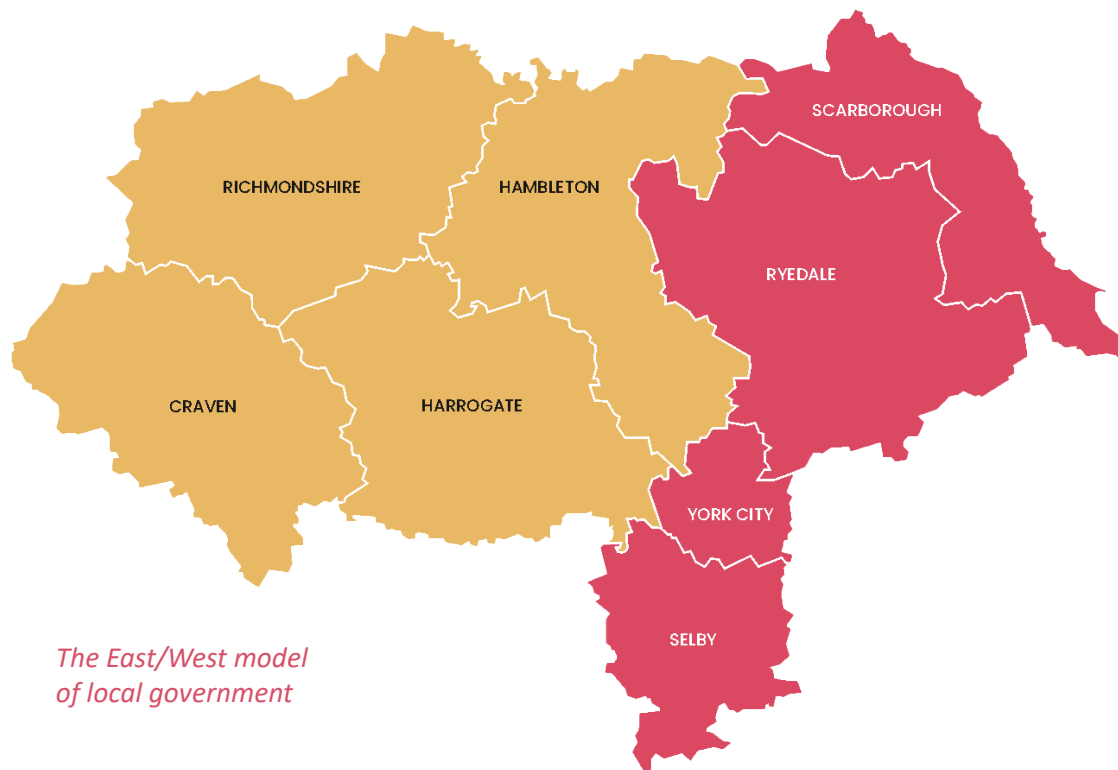 SCARBOROUGH
RICHMONDSHIRE
HAMBLETON
RYEDALE
CRAVEN
HARROGATE
YORK CITY
SELBY
The East/West model
of local government